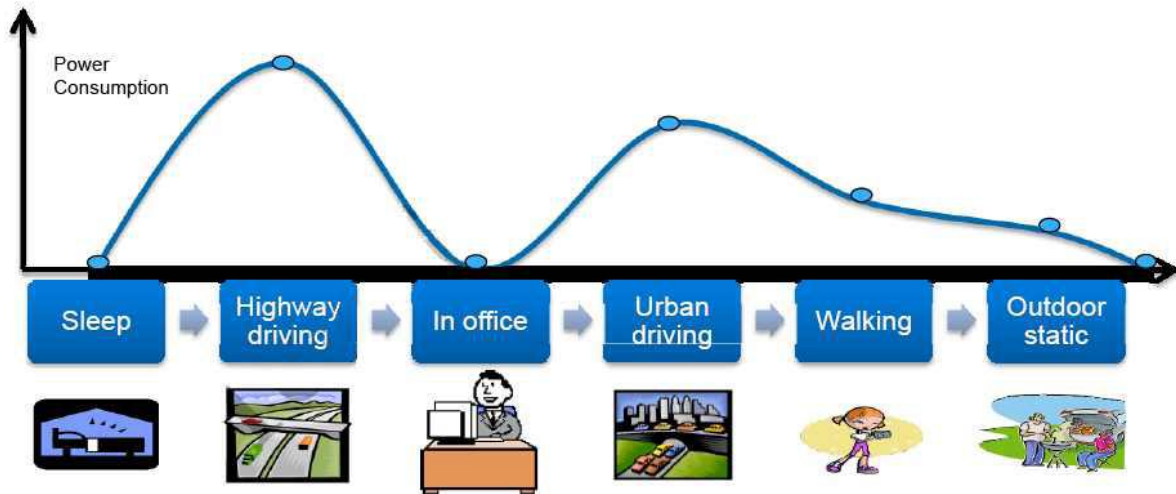 Power
Consumption
Sleep
Highway
driving
In office
Urban
driving
Walking
Outdoor
static